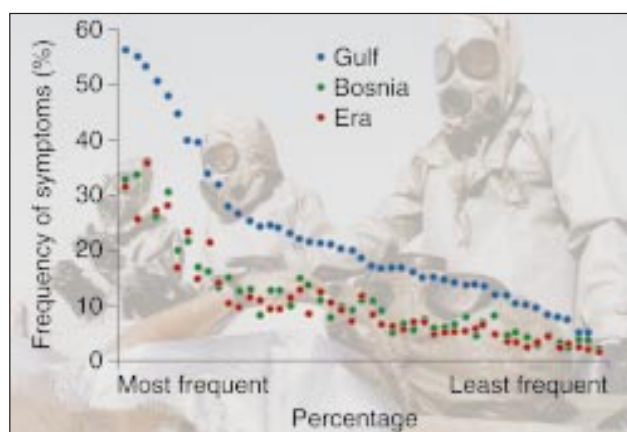 60
50
40
30
20
10
0
Frequency of symptoms (%)
Gulf
Bosnia
Era
Most frequent
Least frequent
Percentage